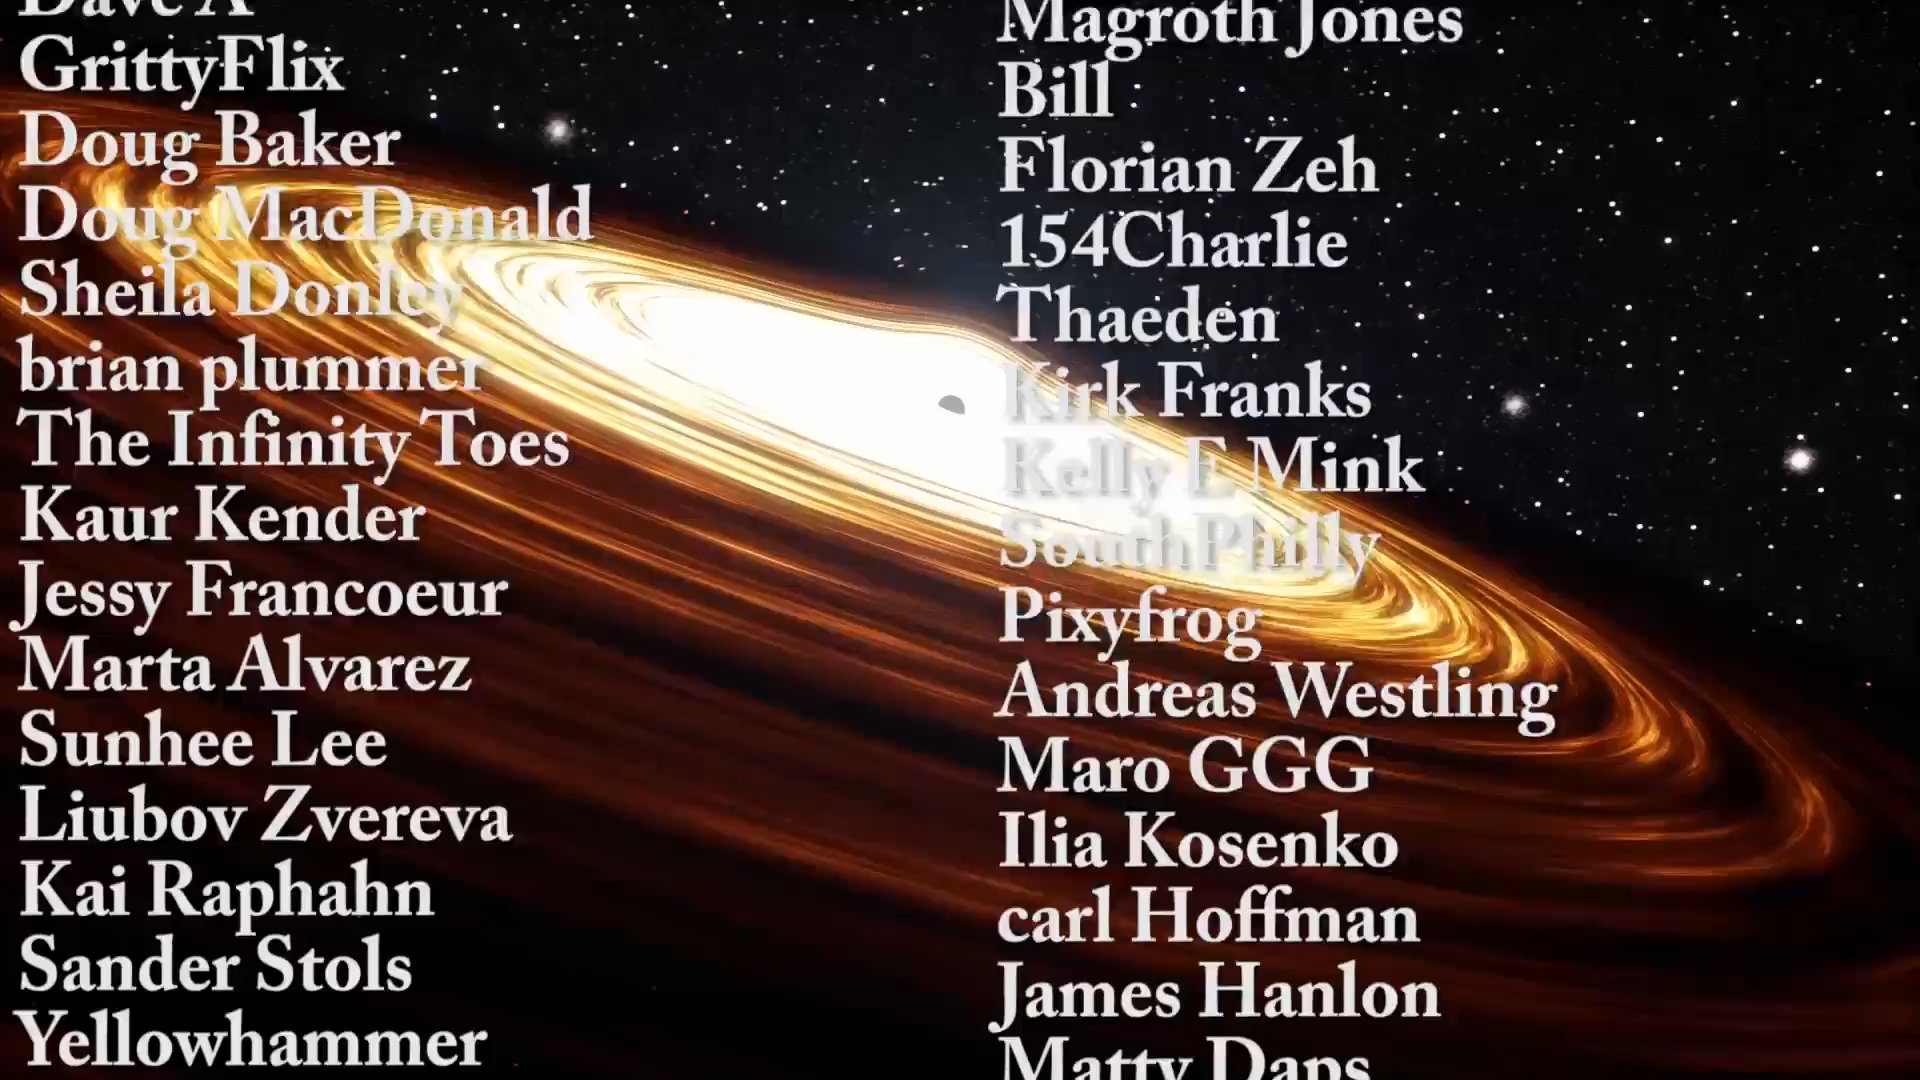 Dave A
GrittyFlix
Doug Baker
Doug MacDonald
Sheila Donley
brian plummer
The Infinity Toes
Kaur Kender
Jessy Francoeur
Marta Alvarez
Sunhee Lee
Liubov Zvereva
Kai Raphahn
Sander Stols
Yellowhammer
Magroth Jones
Bill
Florian Zeh
154Charlie
Thaeden
Kirk Franks
Kelly E Mink
SouthPhilly
Pixyfrog
Andreas Westling
Maro GGG
Ilia Kosenko
carl Hoffman
James Hanlon
Matty